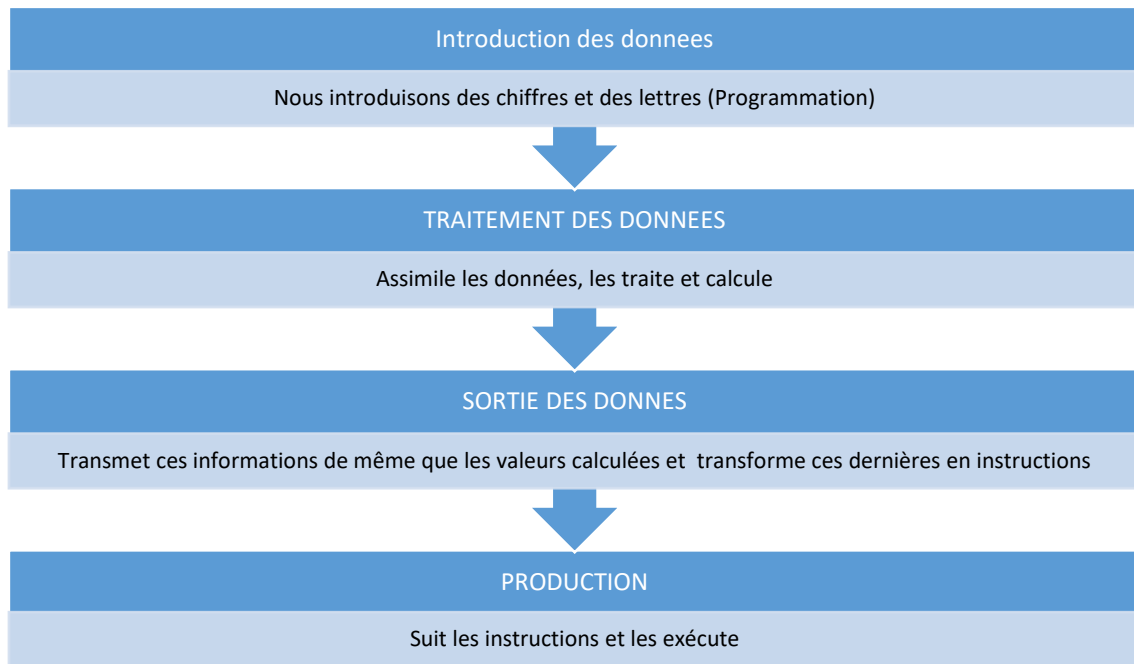 Introduction des donnees
Nous introduisons des chiffres et des lettres (Programmation)
TRAITEMENT DES DONNEES
Assimile les données, les traite et calcule
SORTIE DES DONNES
Transmet ces informations de même que les valeurs calculées et  transforme ces dernières en instructions
PRODUCTION
Suit les instructions et les exécute